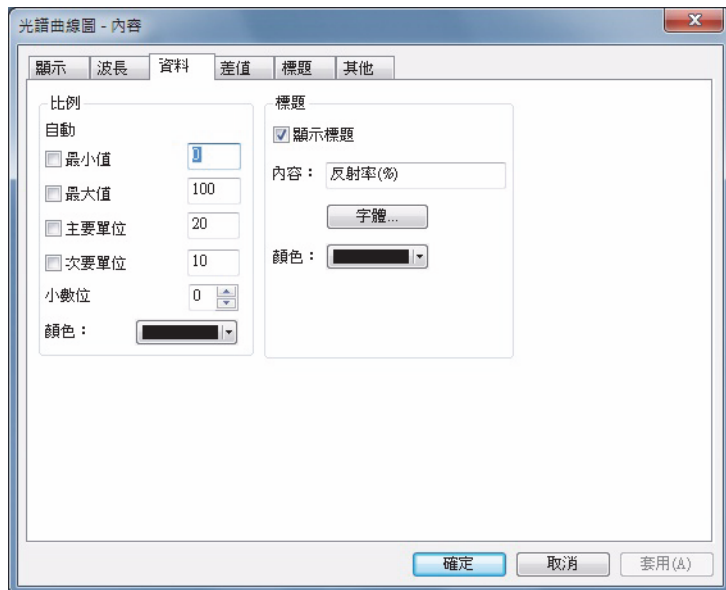 光譜曲線圖 - 內容
顯示 波長 資料 差值 標題 其他
比例
自動
最小值 0
最大值 100
主要單位 20
次要單位 10
小數位 0
顏色：
標題
顯示標題
內容： 反射率(%)
字體...
顏色：
確定 取消 套用(A)